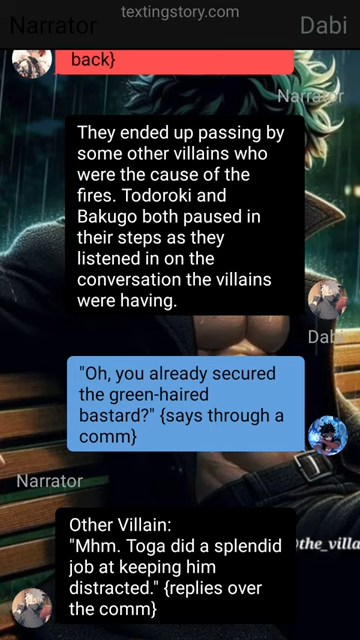 textingstory.com
Narrator
Dabi
back}
Narrator
They ended up passing by
some other villains who
were the cause of the
fires. Todoroki and
Bakugo both paused in
their steps as they
listened in on the
conversation the villains
were having.
Dabi
"Oh, you already secured
the green-haired
bastard?" {says through a
comm}
Narrator
Other Villain:
"Mhm. Toga did a splendid
job at keeping him
distracted." {replies over
the comm}
the_villa